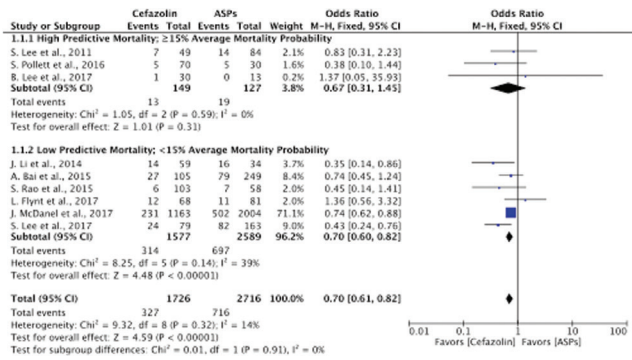 Cefazolin ASPs Odds Ratio Odds Ratio
Study or Subgroup Events Total Events Total Weight M-H, Fixed, 95% CI M-H, Fixed, 95% CI
1.1.1 High Predictive Mortality; ≥15% Average Mortality Probability
S. Lee et al., 2011 7 49 14 84 2.1% 0.83 [0.31, 2.23]
S. Pollett et al., 2016 5 70 5 30 1.6% 0.38 [0.10, 1.44]
B. Lee et al., 2017 1 30 0 13 0.2% 1.37 [0.05, 35.93]
Subtotal (95% CI) 149 127 3.8% 0.67 [0.31, 1.45]
Total events 13 19
Heterogeneity: Chi² = 1.05, df = 2 (P = 0.59); I² = 0%
Test for overall effect: Z = 1.01 (P = 0.31)
1.1.2 Low Predictive Mortality; <15% Average Mortality Probability
J. Li et al., 2014 14 59 16 34 3.7% 0.35 [0.14, 0.86]
A. Bai et al., 2015 27 105 79 249 8.4% 0.74 [0.45, 1.24]
S. Rao et al., 2015 6 103 7 58 2.1% 0.45 [0.14, 1.41]
L. Flynt et al., 2017 12 68 11 81 2.0% 1.36 [0.56, 3.32]
J. McDanel et al., 2017 231 1163 502 2004 71.1% 0.74 [0.62, 0.88]
S. Lee et al., 2017 24 79 82 163 9.0% 0.43 [0.24, 0.76]
Subtotal (95% CI) 1577 2589 96.2% 0.70 [0.60, 0.82]
Total events 314 697
Heterogeneity: Chi² = 8.25, df = 5 (P = 0.14); I² = 39%
Test for overall effect: Z = 4.48 (P < 0.00001)
Total (95% CI) 1726 2716 100.0% 0.70 [0.61, 0.82]
Total events 327 716
Heterogeneity: Chi² = 9.32, df = 8 (P = 0.32); I² = 14%
Test for overall effect: Z = 4.59 (P < 0.00001)
Test for subgroup differences: Chi² = 0.01, df = 1 (P = 0.91), I² = 0%
0.01 0.1 1 10 100
Favors [Cefazolin] Favors [ASPs]